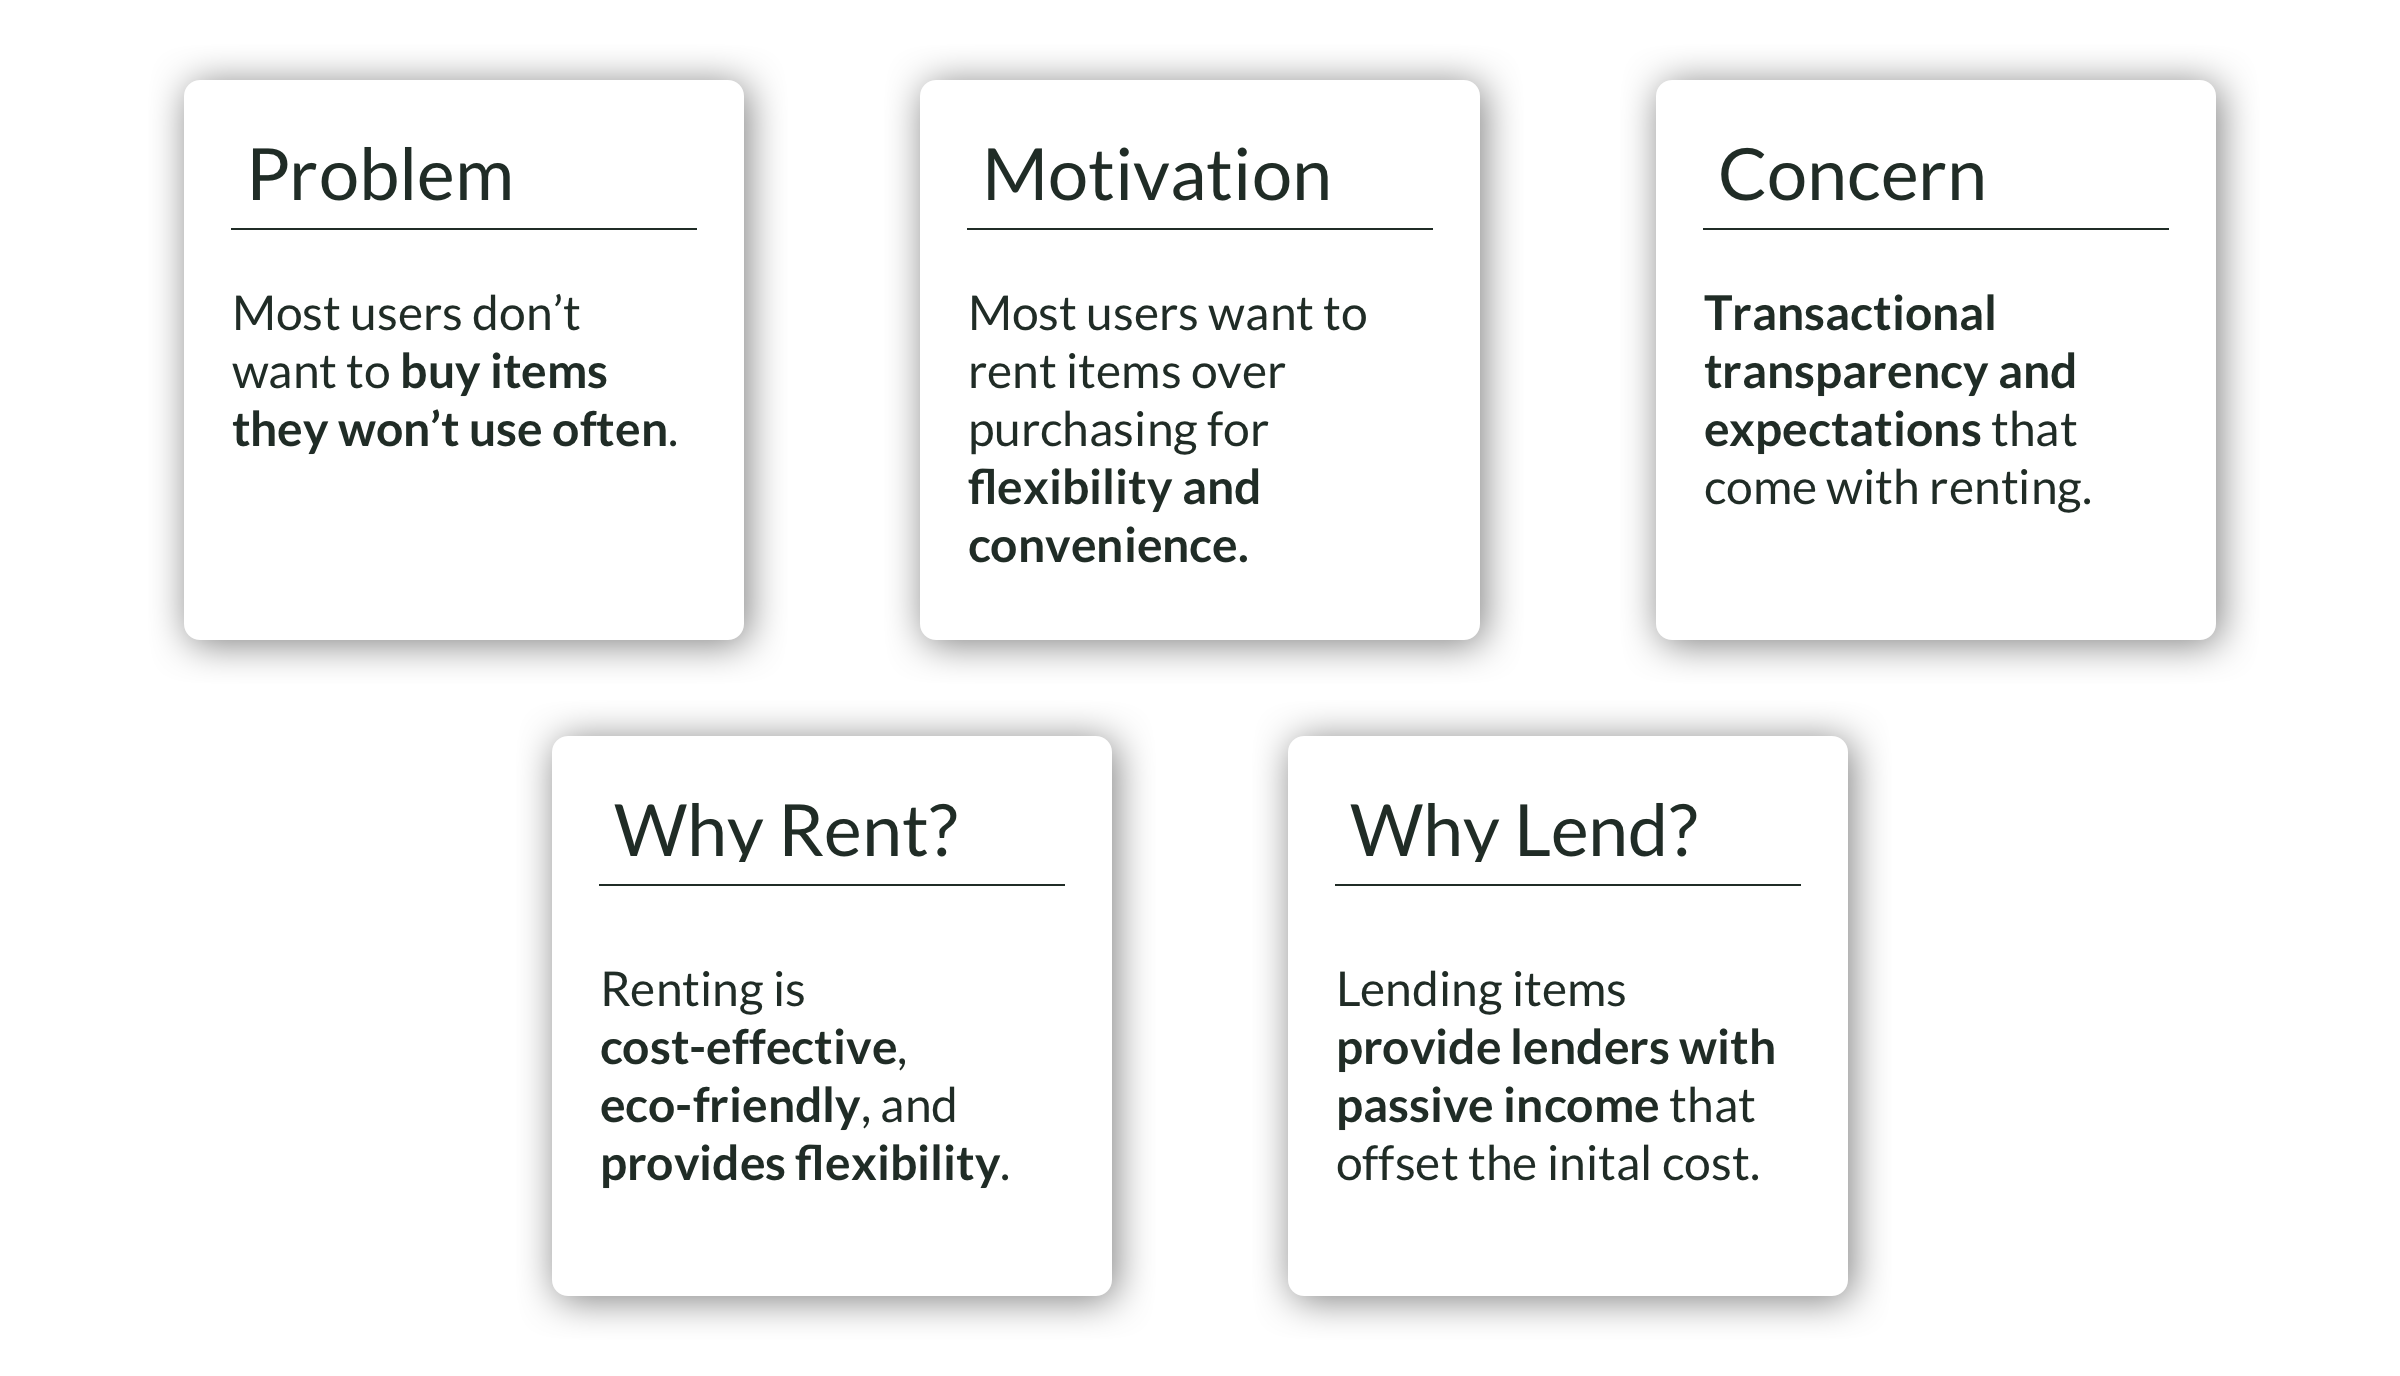 Problem
Most users don’t
want to buy items
they won’t use often.
Motivation
Most users want to
rent items over
purchasing for
flexibility and
convenience.
Concern
Transactional
transparency and
expectations that
come with renting.
Why Rent?
Renting is
cost-effective,
eco-friendly, and
provides flexibility.
Why Lend?
Lending items
provide lenders with
passive income that
offset the inital cost.